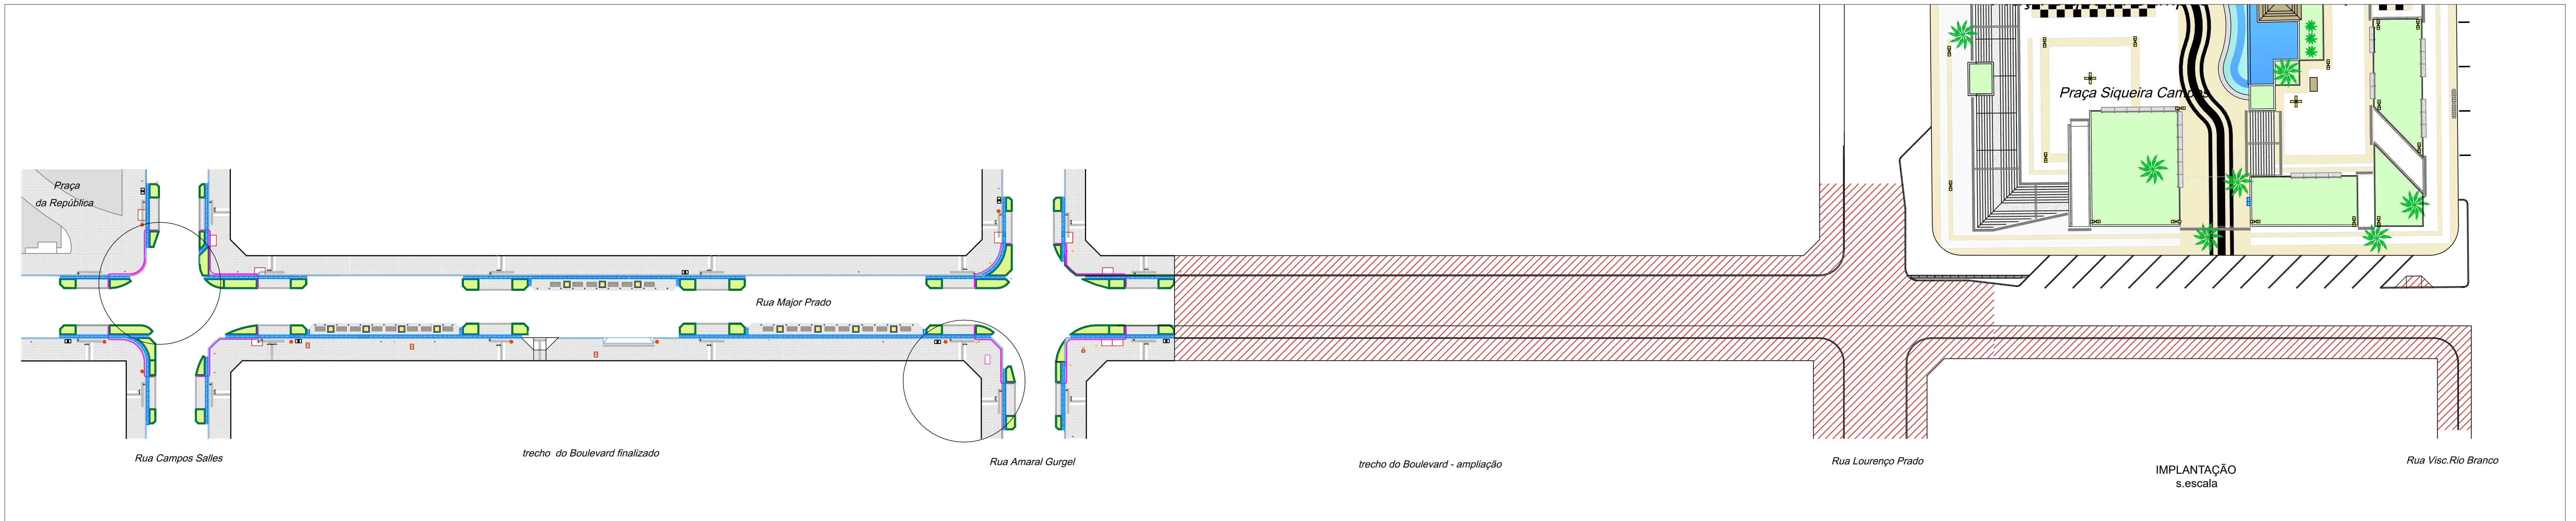 Praça Siqueira Campos
Praça
da República
Rua Major Prado
Rua Campos Salles
trecho do Boulevard finalizado
Rua Amaral Gurgel
trecho do Boulevard - ampliação
Rua Lourenço Prado
IMPLANTAÇÃO
s.escala
Rua Visc.Rio Branco